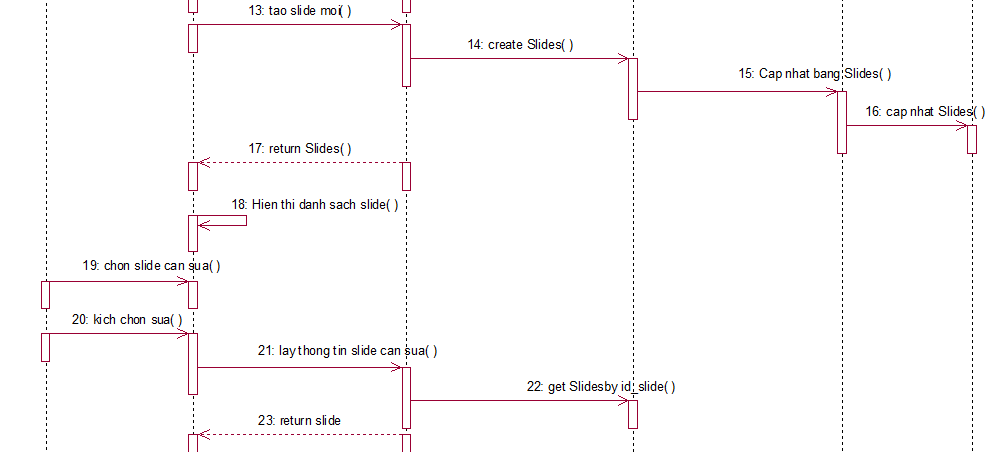 13: tao slide moi( )
14: create Slides( )
15: Cap nhat bang Slides( )
16: cap nhat Slides( )
17: return Slides( )
18: Hien thi danh sach slide( )
19: chon slide can sua( )
20: kich chon sua( )
21: lay thong tin slide can sua( )
22: get Slidesby id_slide( )
23: return slide